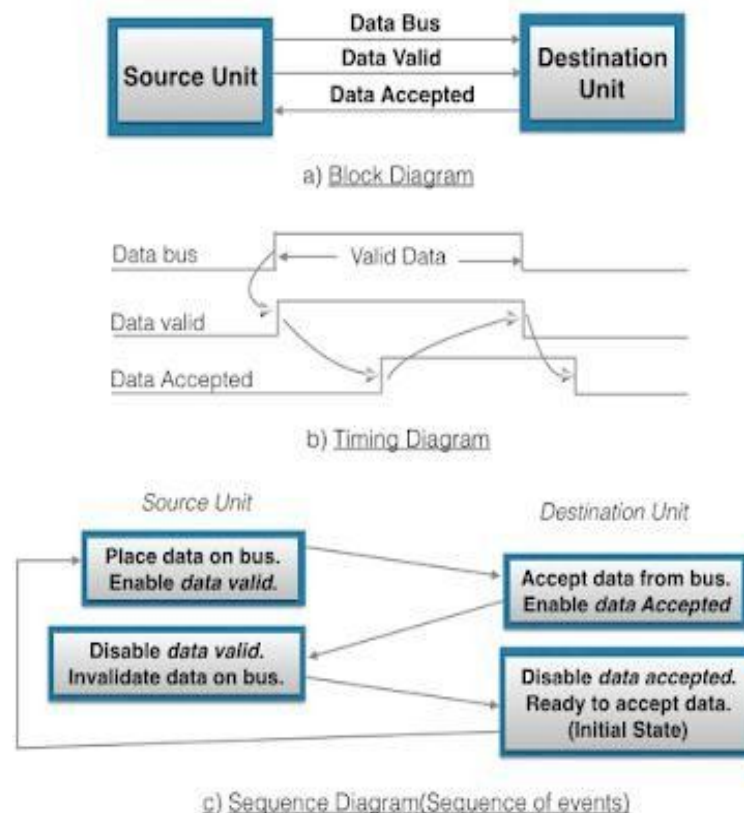 Data Bus
Source Unit
Data Valid
Data Accepted
Destination
Unit
a) Block Diagram
Data bus
Valid Data
Data valid
Data Accepted
b) Timing Diagram
Source Unit
Destination Unit
Place data on bus.
Enable data valid.
Accept data from bus.
Enable data Accepted
Disable data valid.
Invalidate data on bus.
Disable data accepted.
Ready to accept data.
(Initial State)
c) Sequence Diagram(Sequence of events)